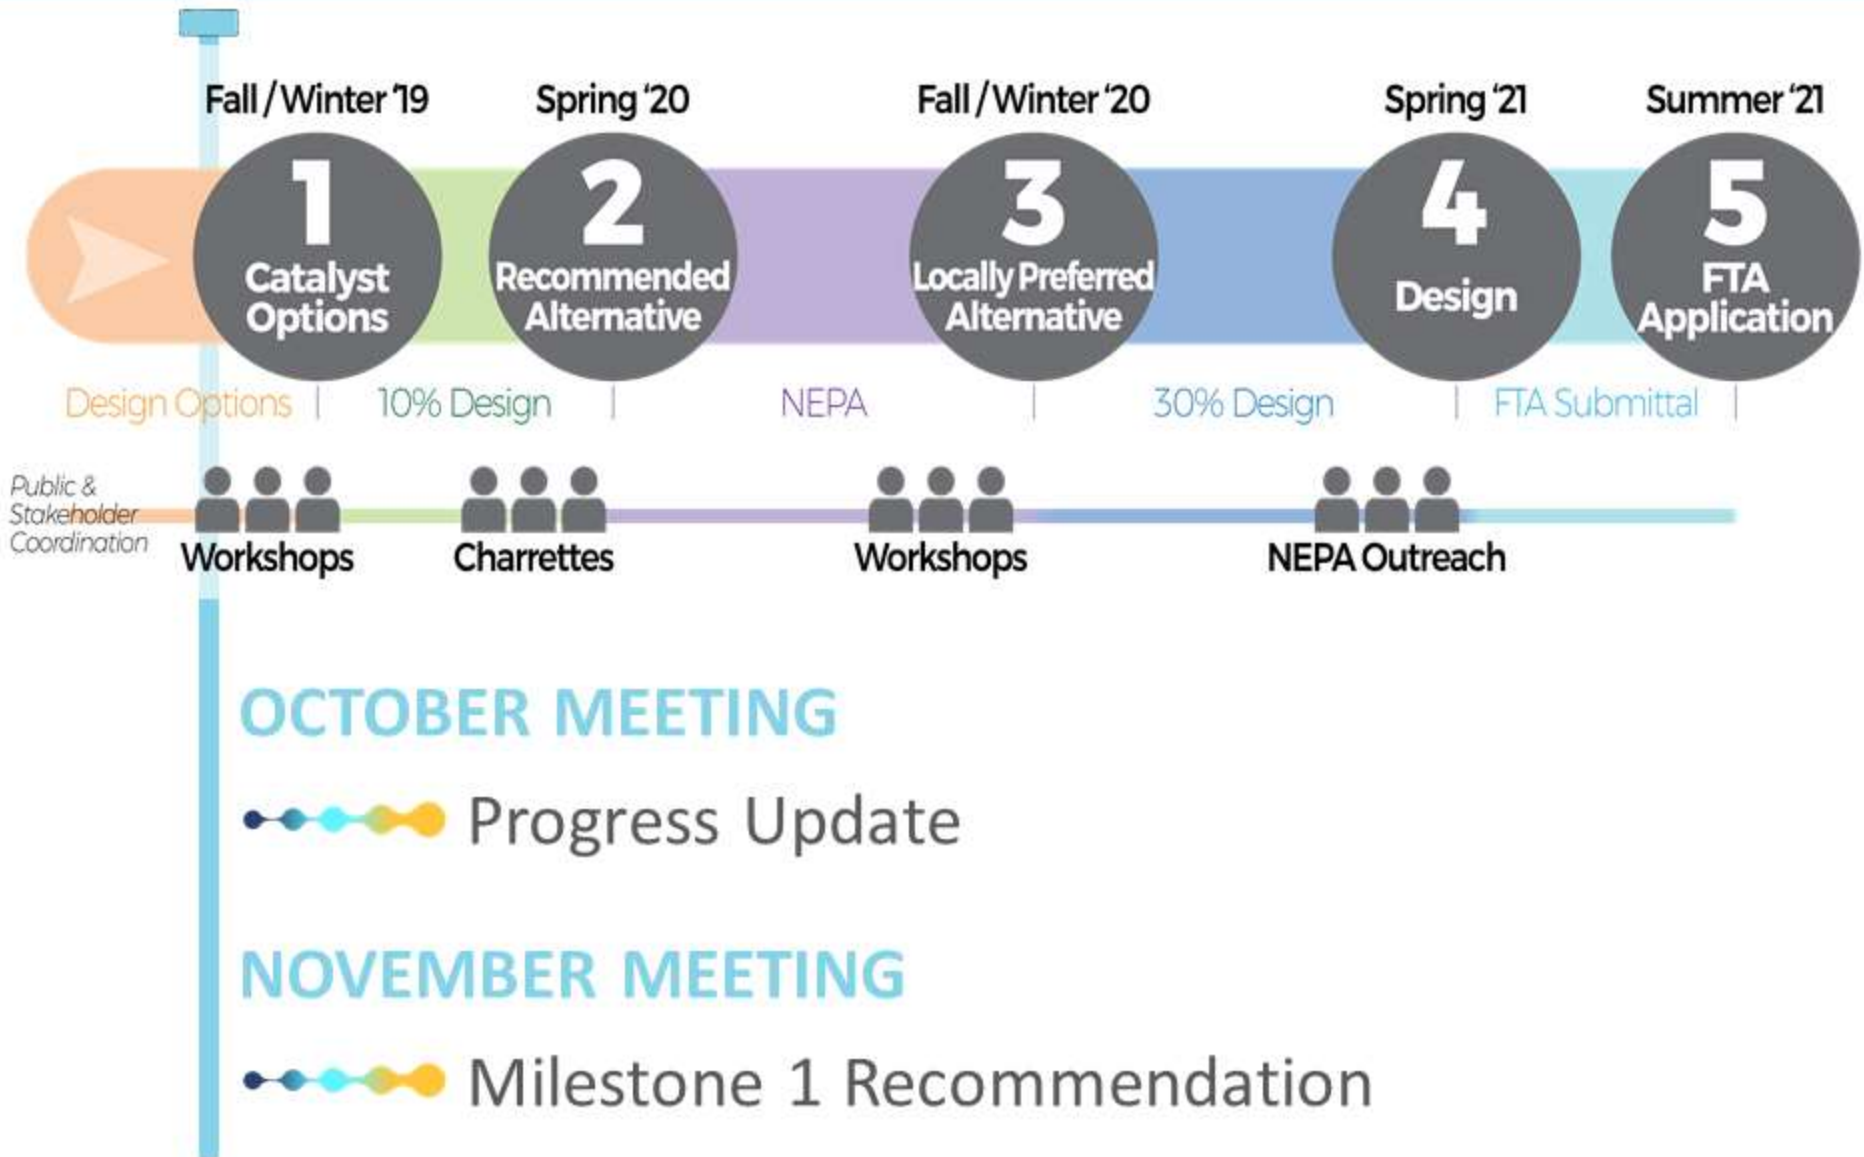 Fall / Winter '19
Spring '20
Fall / Winter '20
Spring '21
Summer '21
1
Catalyst
Options
2
Recommended
Alternative
3
Locally Preferred
Alternative
4
Design
5
FTA
Application
Design Options
10% Design
NEPA
30% Design
FTA Submittal
Public &
Stakeholder
Coordination
Workshops
Charrettes
Workshops
NEPA Outreach
OCTOBER MEETING
Progress Update
NOVEMBER MEETING
Milestone 1 Recommendation